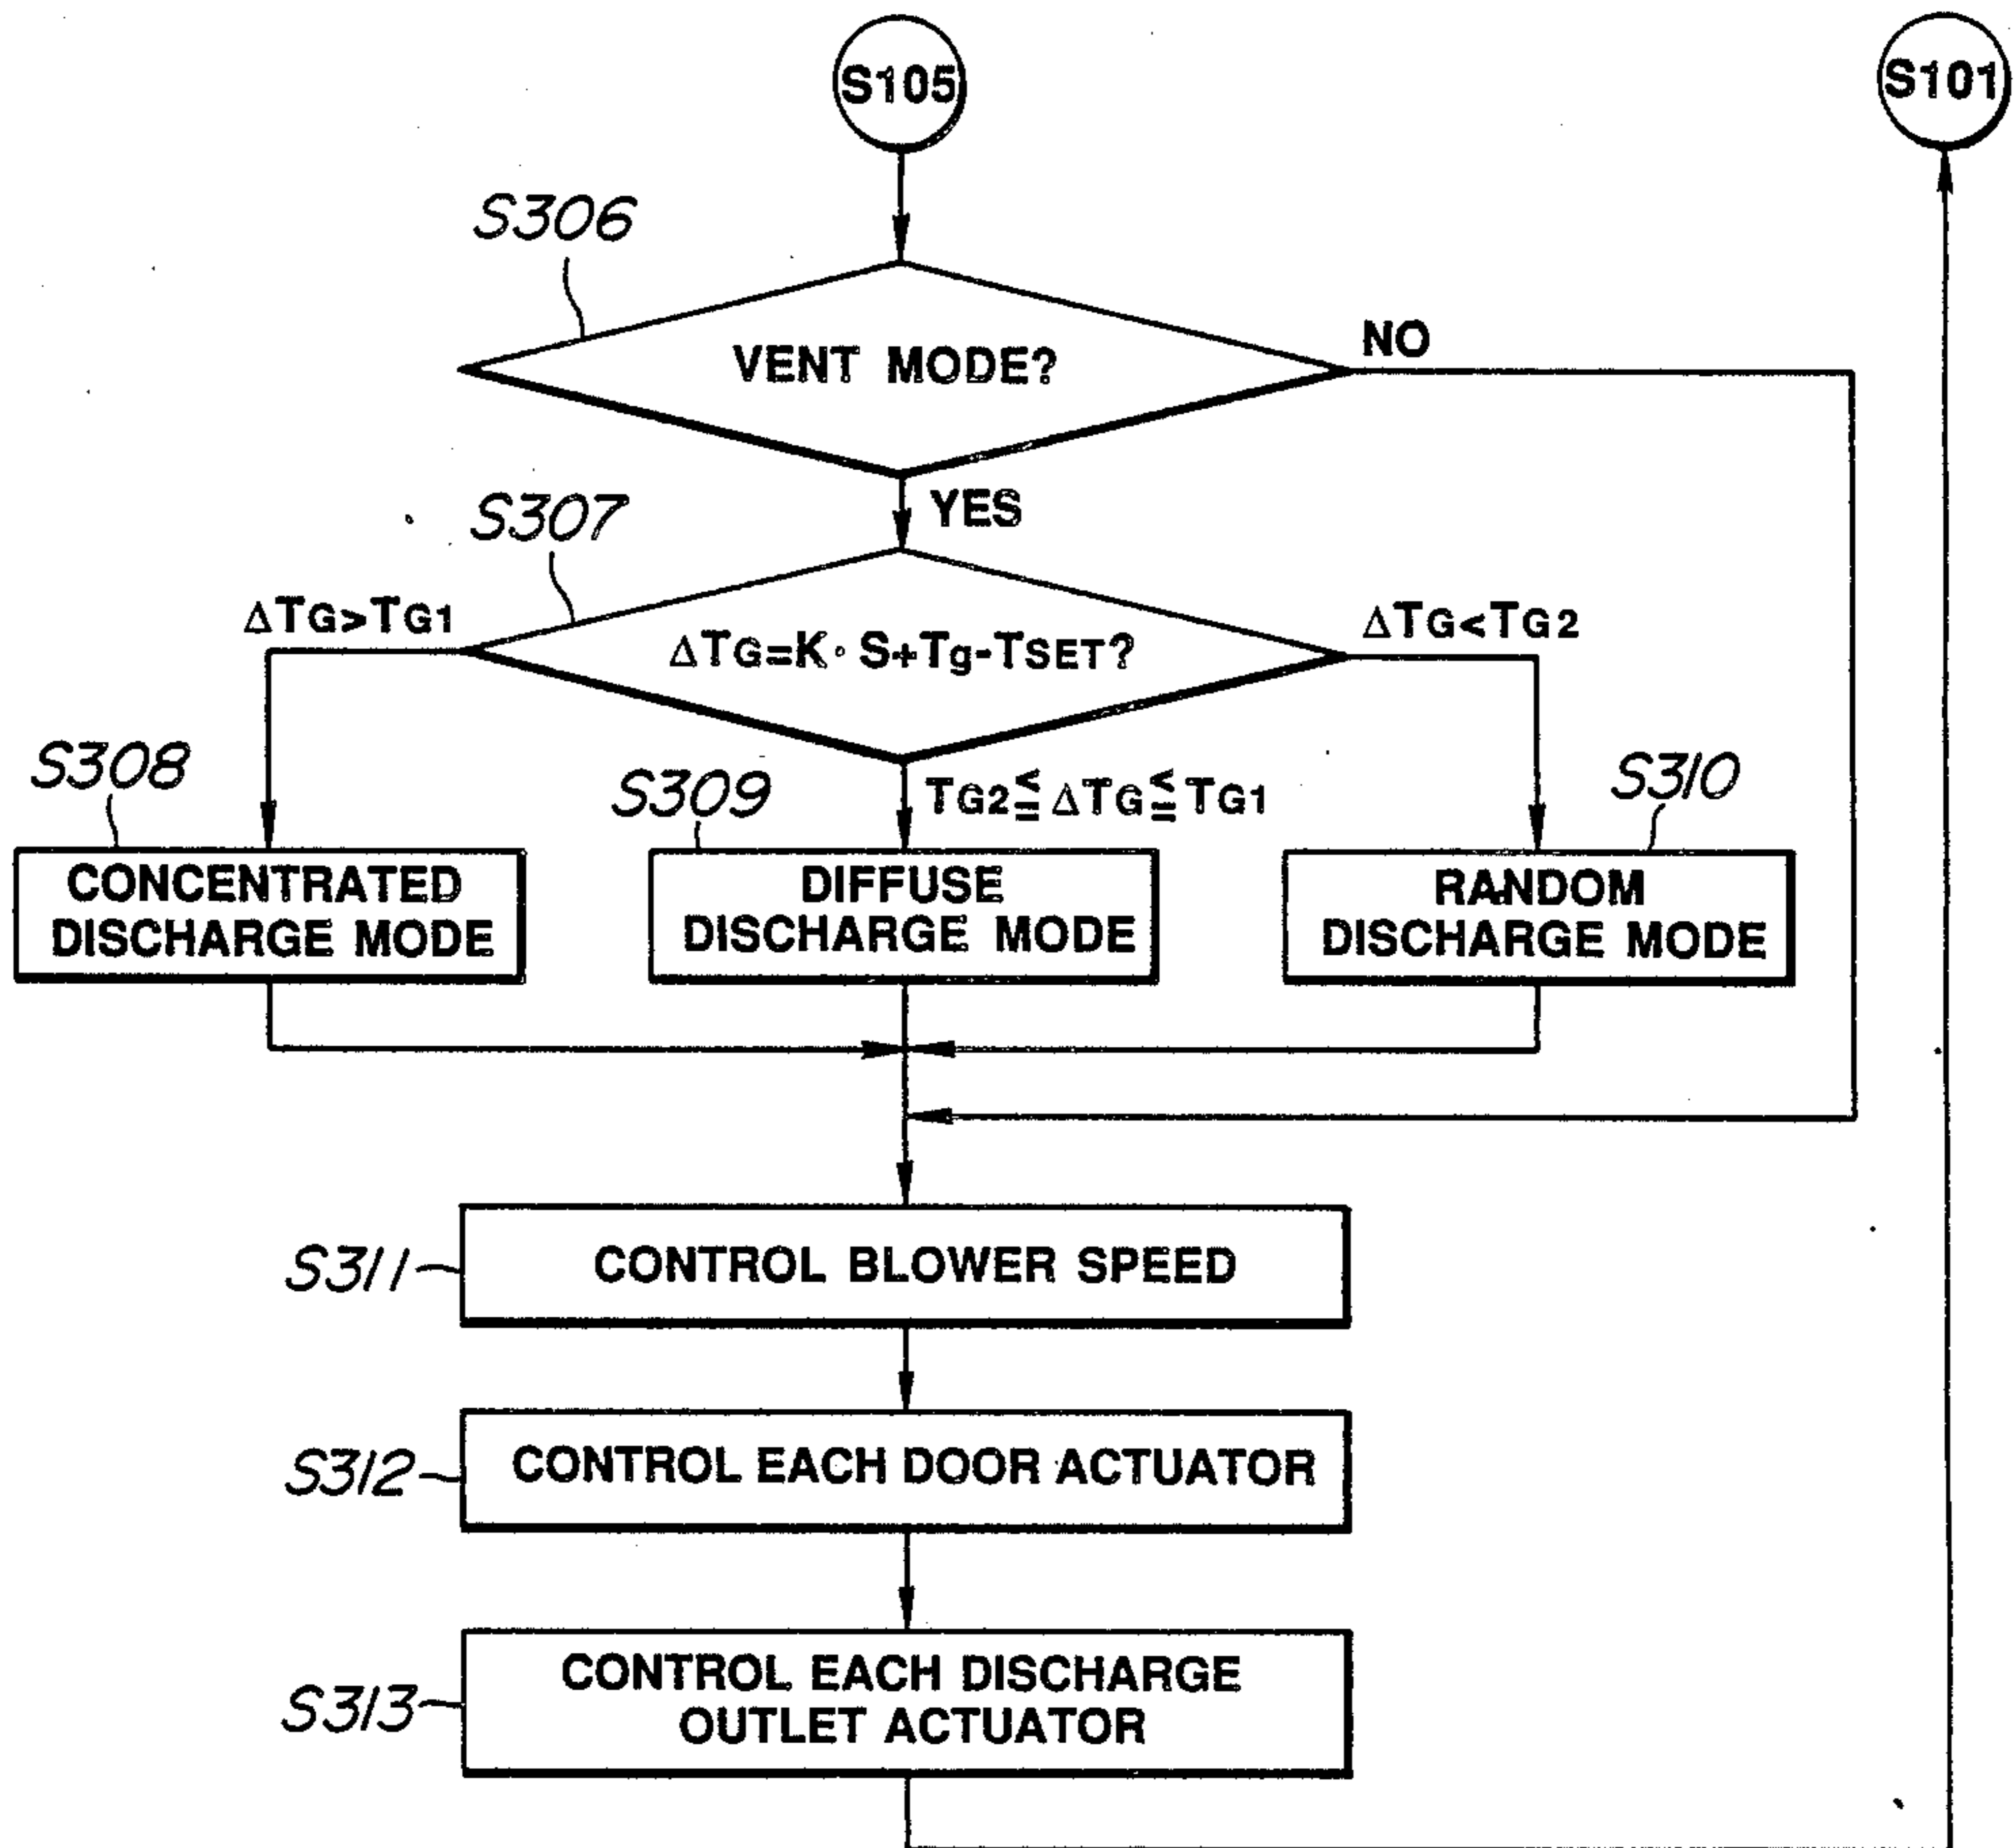 S105
S101
S306
VENT MODE?
NO
YES
S307
ΔTG>TG1
ΔTG=K·S+Tg-TSET?
ΔTG<TG2
S308
S309
TG2≦ΔTG≦TG1
S310
CONCENTRATED
DISCHARGE MODE
DIFFUSE
DISCHARGE MODE
RANDOM
DISCHARGE MODE
S311
CONTROL BLOWER SPEED
S312
CONTROL EACH DOOR ACTUATOR
S313
CONTROL EACH DISCHARGE
OUTLET ACTUATOR